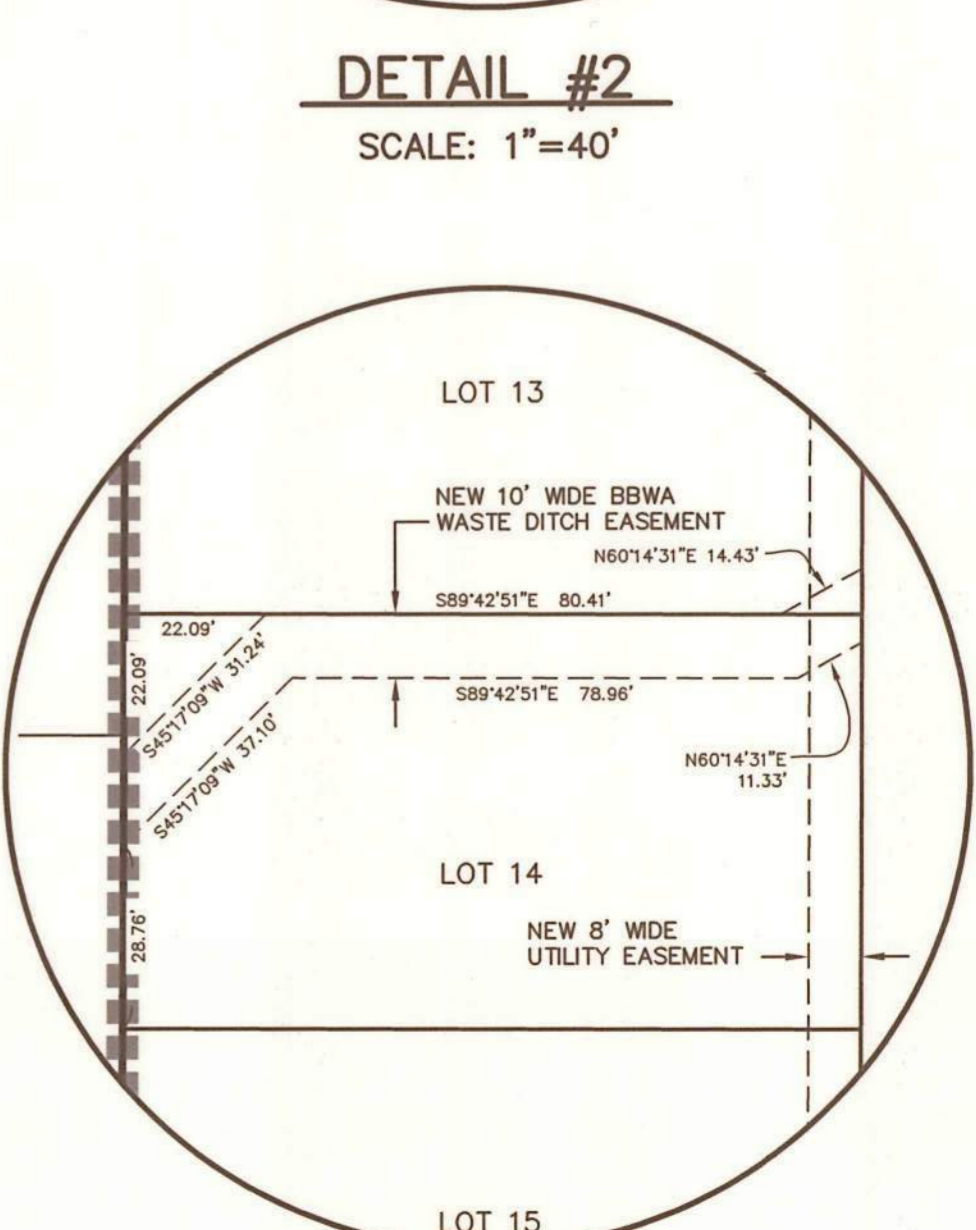 DETAIL #2
SCALE: 1"=40'
LOT 13
NEW 10' WIDE BBWA
WASTE DITCH EASEMENT
N60°14'31"E 14.43'
S89°42'51"E 80.41'
22.09'
22.09'
S45°17'09"W 31.24'
S89°42'51"E 78.96'
S45°17'09"W 37.10'
N60°14'31"E
11.33'
LOT 14
28.76'
NEW 8' WIDE
UTILITY EASEMENT
LOT 15